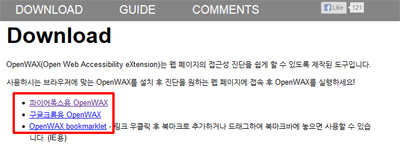 DOWNLOAD GUIDE COMMENTS Like 121
Download
OpenWAX(Open Web Accessibility eXtension)는 웹 페이지의 접근성 진단을 쉽게 할 수 있도록 제작된 도구입니다.
사용하시는 브라우저에 맞는 OpenWAX를 설치 후 진단을 원하는 웹 페이지에 접속 후 OpenWAX를 실행하세요!
파이어폭스용 OpenWAX
구글크롬용 OpenWAX
OpenWAX bookmarklet - 링크 우클릭 후 북마크로 추가하거나 드래그하여 북마크바에 놓으면 사용할 수 있습니
다. (IE용)